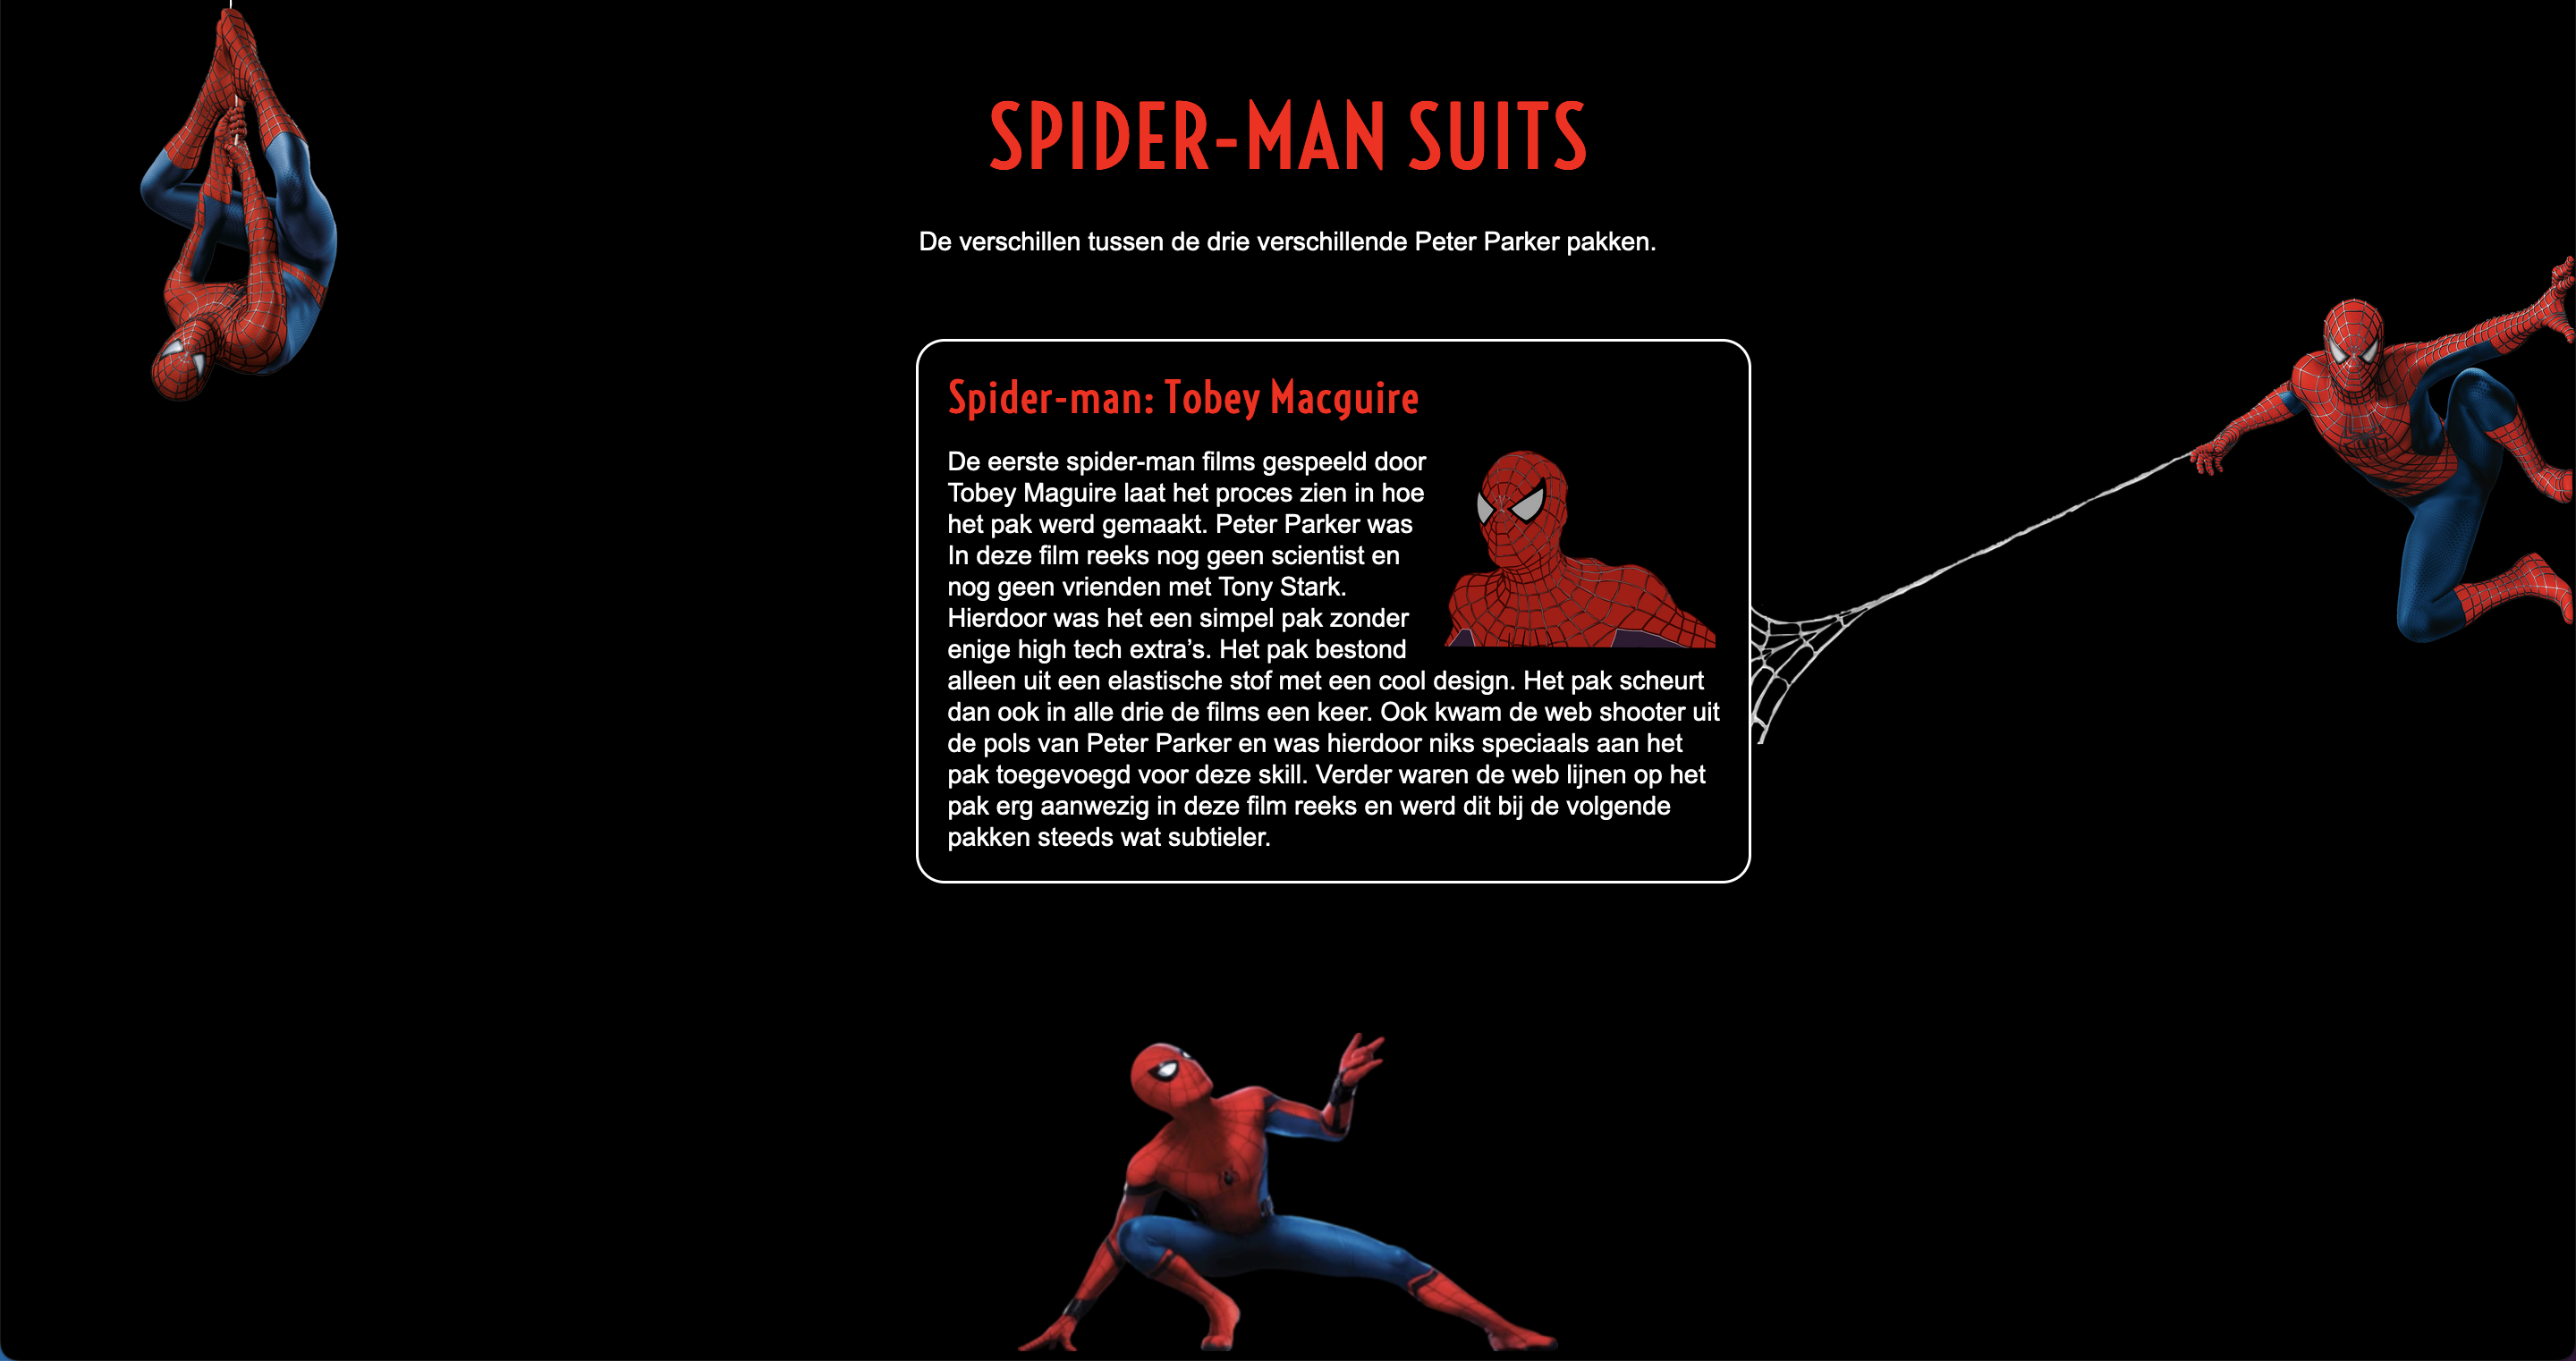 SPIDER-MAN SUITS
De verschillen tussen de drie verschillende Peter Parker pakken.
Spider-man: Tobey Macguire
De eerste spider-man films gespeeld door
Tobey Maguire laat het proces zien in hoe
het pak werd gemaakt. Peter Parker was
In deze film reeks nog geen scientist en
nog geen vrienden met Tony Stark.
Hierdoor was het een simpel pak zonder
enige high tech extra’s. Het pak bestond
alleen uit een elastische stof met een cool design. Het pak scheurt
dan ook in alle drie de films een keer. Ook kwam de web shooter uit
de pols van Peter Parker en was hierdoor niks speciaals aan het
pak toegevoegd voor deze skill. Verder waren de web lijnen op het
pak erg aanwezig in deze film reeks en werd dit bij de volgende
pakken steeds wat subtieler.